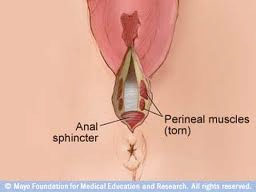 Anal
sphincter
Perineal muscles
(torn)
© Mayo Foundation for Medical Education and Research. All rights reserved.